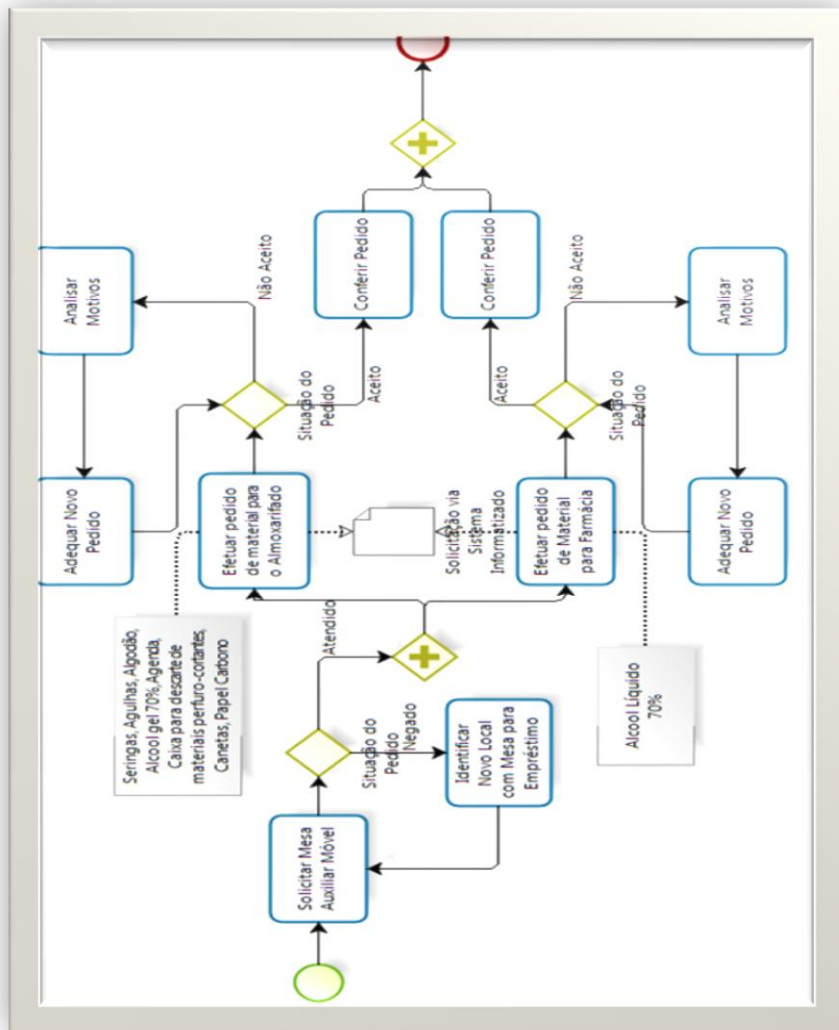 Solicitar Mesa
Auxiliar Móvel
Situação do
Pedido
Negado
Atendido
Identificar
Novo Local
com Mesa para
Empréstimo
Seringas, Agulhas, Algodão,
Alcool gel 70%, Agenda,
Caixa para descarte de
materiais perfuro-cortantes,
Canetas, Papel Carbono
Alcool Líquido
70%
Adequar Novo
Pedido
Efetuar pedido
de material para
o Almoxarifado
Solicitação via
Sistema
Informatizado
Efetuar pedido
de Material
para Farmácia
Adequar Novo
Pedido
Situação do
Pedido
Aceito
Não Aceito
Situação do
Pedido
Aceito
Não Aceito
Analisar
Motivos
Conferir Pedido
Conferir Pedido
Analisar
Motivos